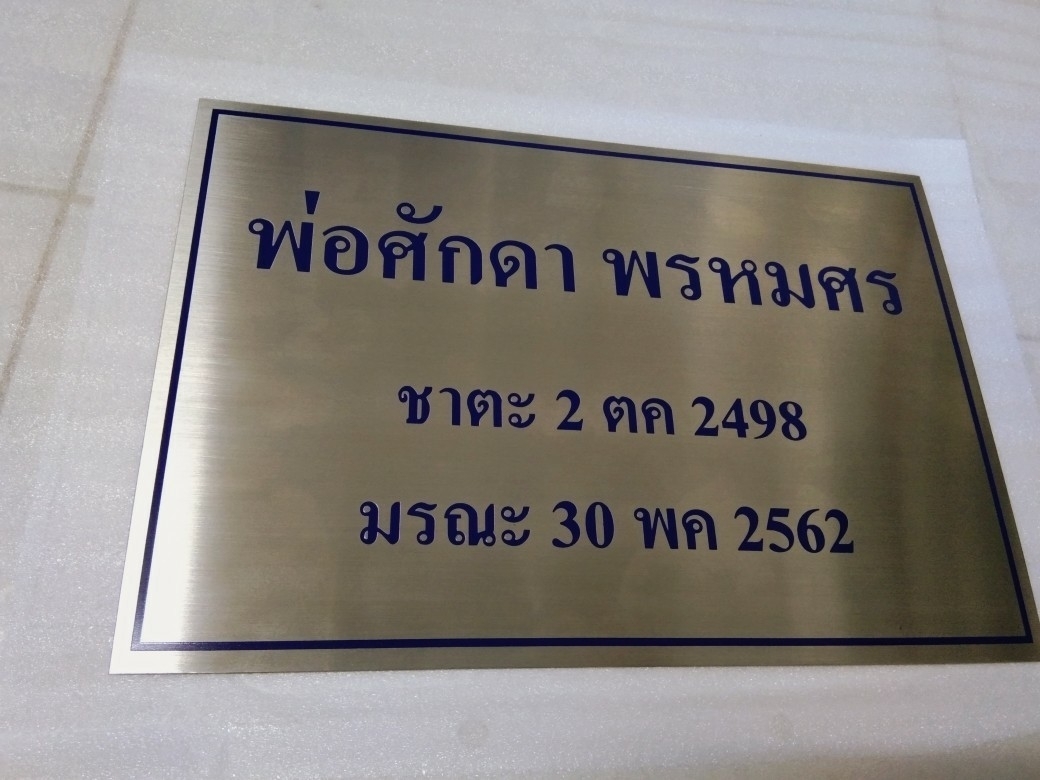 พ่อศักดา พรหมศร
ชาตะ 2 ตค 2498
มรณะ 30 พค 2562